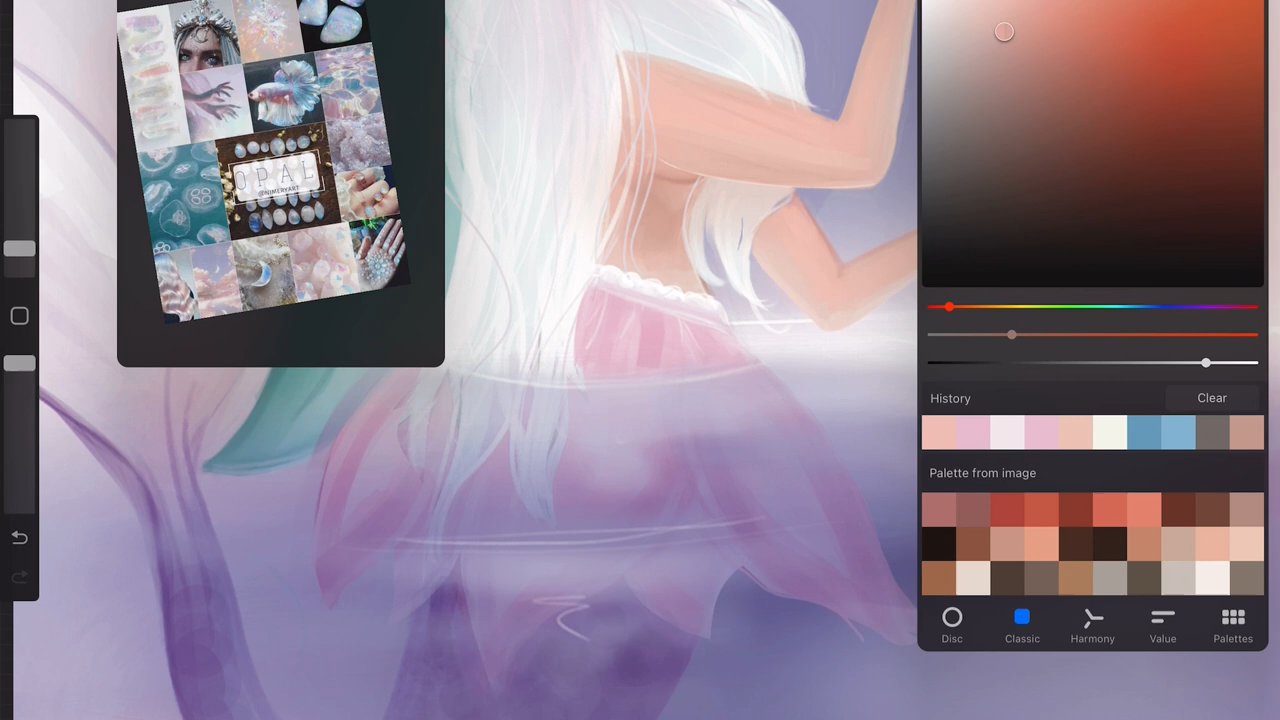 OPAL
@NIMERYART
History
Clear
Palette from image
Disc
Classic
Harmony
Value
Palettes